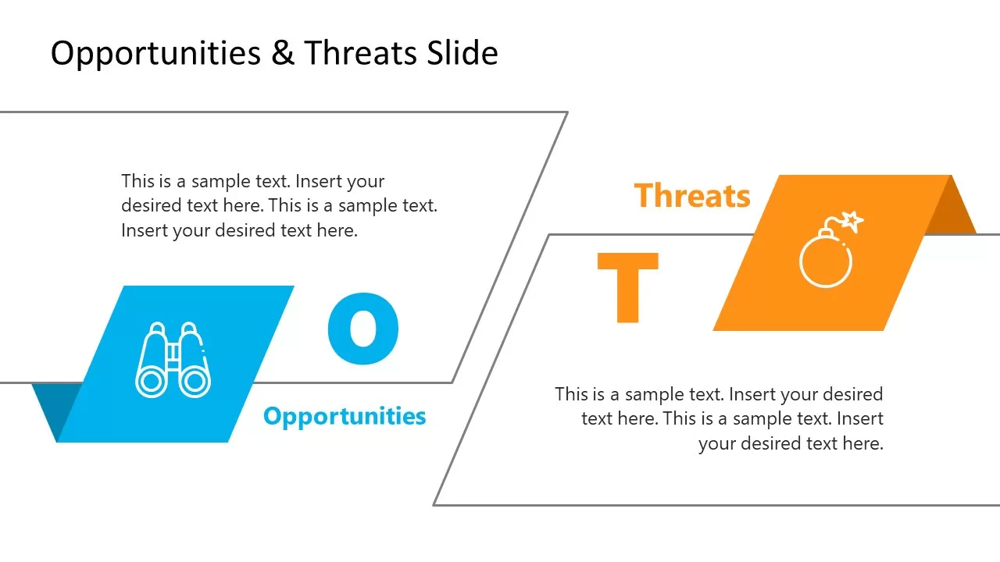 Opportunities & Threats Slide
This is a sample text. Insert your
desired text here. This is a sample text.
Insert your desired text here.
O
Opportunities
Threats
T
This is a sample text. Insert your desired
text here. This is a sample text. Insert
your desired text here.